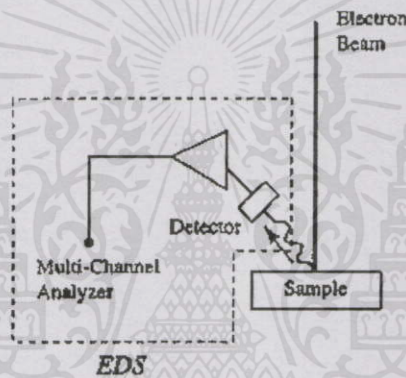 Electron
Beam
Detector
Multi-Channel
Analyzer
Sample
EDS